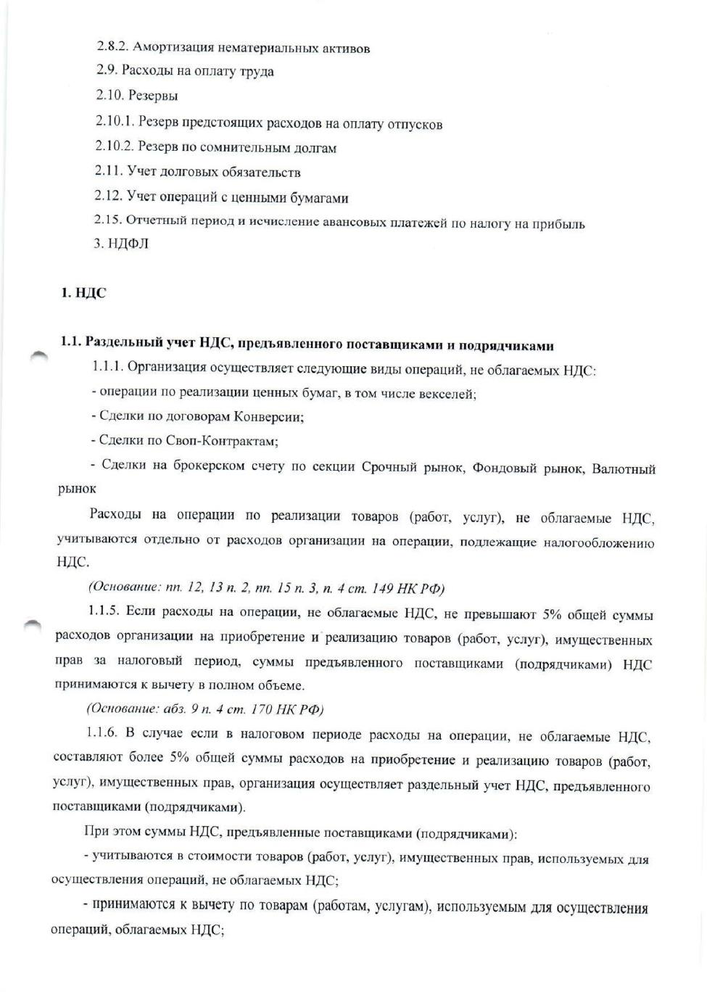 2.8.2. Амортизация нематериальных активов
2.9. Расходы на оплату труда
2.10. Резервы
2.10.1. Резерв предстоящих расходов на оплату отпусков
2.10.2. Резерв по сомнительным долгам
2.11. Учет долговых обязательств
2.12. Учет операций с ценными бумагами
2.15. Отчетный период и исчисление авансовых платежей по налогу на прибыль
3. НДФЛ
1. НДС
1.1. Раздельный учет НДС, предъявленного поставщиками и подрядчиками
1.1.1. Организация осуществляет следующие виды операций, не облагаемых НДС:
- операции по реализации ценных бумаг, в том числе векселей;
- Сделки по договорам Конверсии;
- Сделки по Своп-Контрактам;
- Сделки на брокерском счету по секции Срочный рынок, Фондовый рынок, Валютный
рынок
Расходы на операции по реализации товаров (работ, услуг), не облагаемые НДС,
учитываются отдельно от расходов организации на операции, подлежащие налогообложению
НДС.
(Основание: пп. 12, 13 п. 2, пп. 15 п. 3, п. 4 ст. 149 НК РФ)
1.1.5. Если расходы на операции, не облагаемые НДС, не превышают 5% общей суммы
расходов организации на приобретение и реализацию товаров (работ, услуг), имущественных
прав за налоговый период, суммы предъявленного поставщиками (подрядчиками) НДС
принимаются к вычету в полном объеме.
(Основание: абз. 9 п. 4 ст. 170 НК РФ)
1.1.6. В случае если в налоговом периоде расходы на операции, не облагаемые НДС,
составляют более 5% общей суммы расходов на приобретение и реализацию товаров (работ,
услуг), имущественных прав, организация осуществляет раздельный учет НДС, предъявленного
поставщиками (подрядчиками).
При этом суммы НДС, предъявленные поставщиками (подрядчиками):
- учитываются в стоимости товаров (работ, услуг), имущественных прав, используемых для
осуществления операций, не облагаемых НДС;
- принимаются к вычету по товарам (работам, услугам), используемым для осуществления
операций, облагаемых НДС;